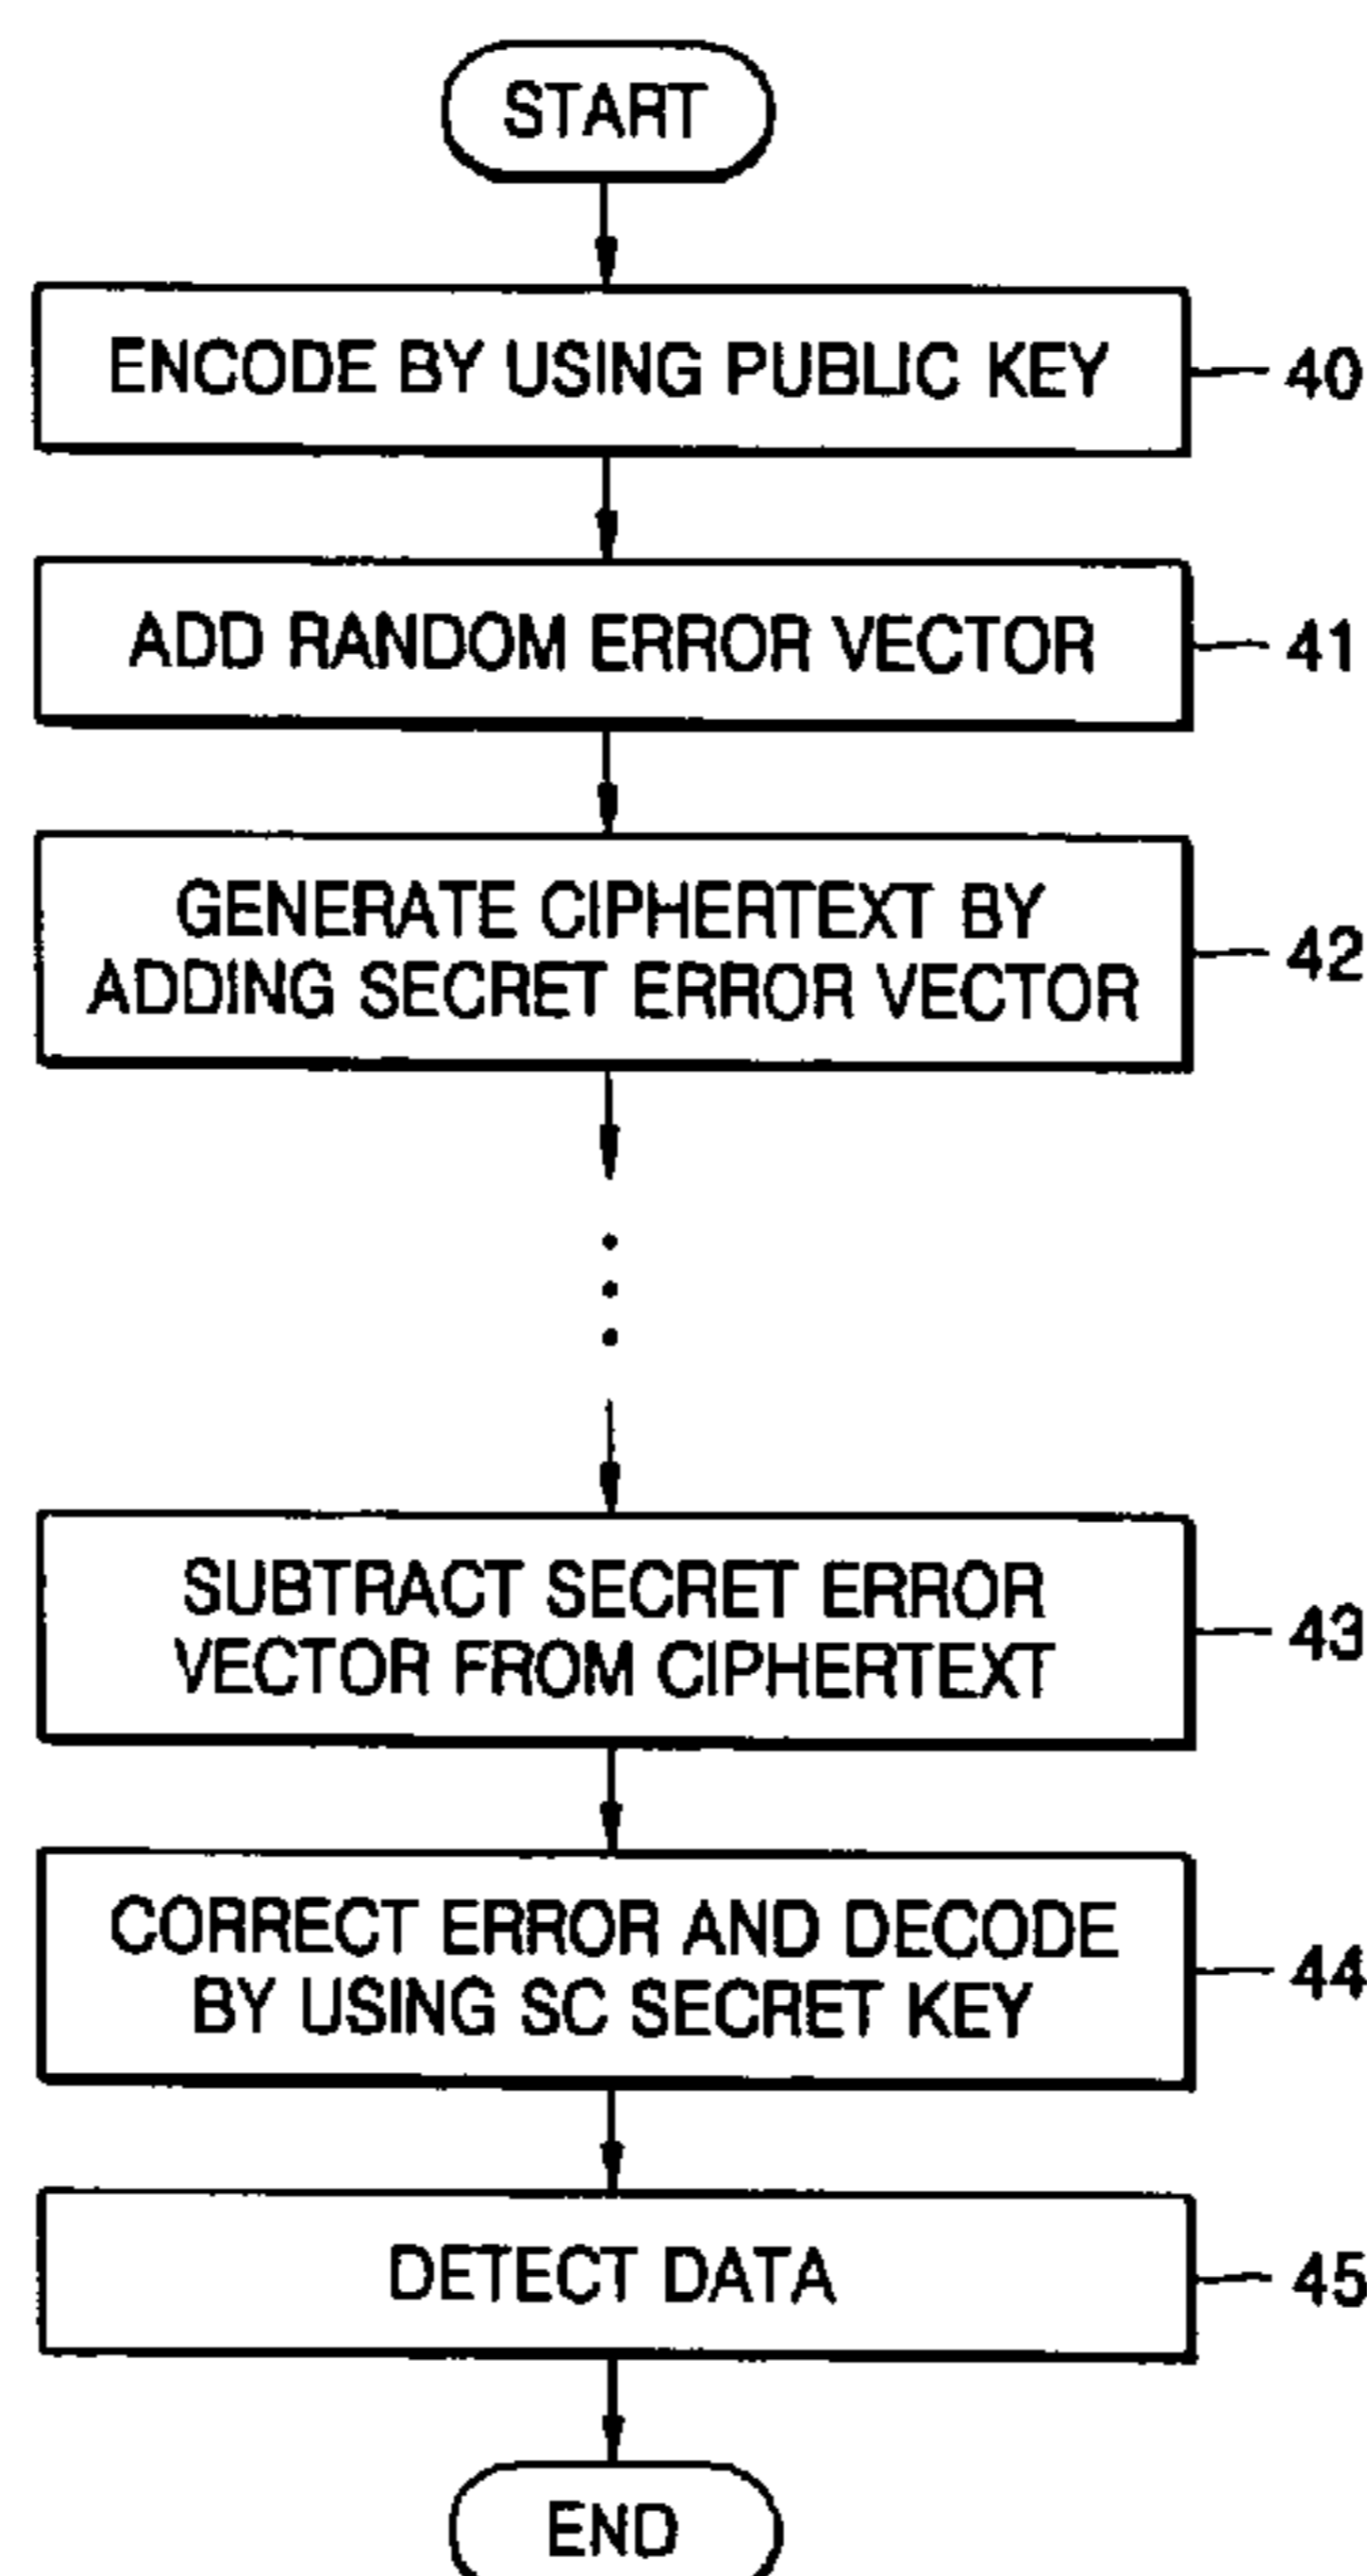 START
ENCODE BY USING PUBLIC KEY
40
ADD RANDOM ERROR VECTOR
41
GENERATE CIPHERTEXT BY
ADDING SECRET ERROR VECTOR
42
SUBTRACT SECRET ERROR
VECTOR FROM CIPHERTEXT
43
CORRECT ERROR AND DECODE
BY USING SC SECRET KEY
44
DETECT DATA
45
END